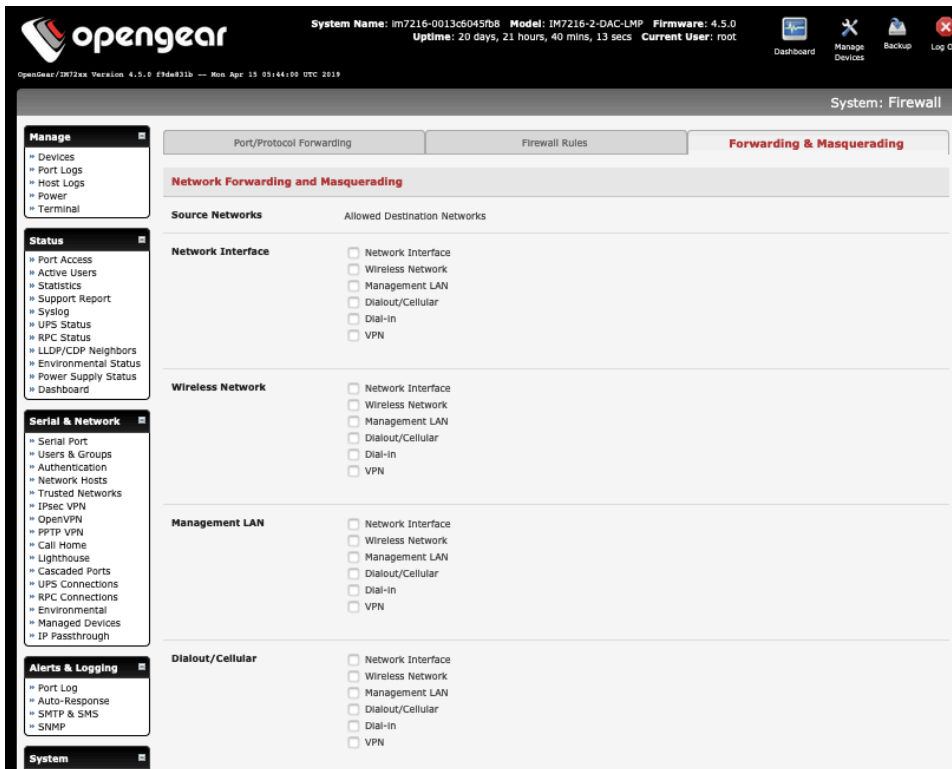 opengear
System Name: im7216-0013c6045fb8 Model: IM7216-2-DAC-LMP Firmware: 4.5.0
Uptime: 20 days, 21 hours, 40 mins, 13 secs Current User: root
Dashboard
Manage
Devices
Backup
Log O
OpenGear/IM72xx Version 4.5.0 f9de831b -- Mon Apr 15 05:44:00 UTC 2019
System: Firewall
Manage
» Devices
» Port Logs
» Host Logs
» Power
» Terminal
Status
» Port Access
» Active Users
» Statistics
» Support Report
» Syslog
» UPS Status
» RPC Status
» LLDP/CDP Neighbors
» Environmental Status
» Power Supply Status
» Dashboard
Serial & Network
» Serial Port
» Users & Groups
» Authentication
» Network Hosts
» Trusted Networks
» IPsec VPN
» OpenVPN
» PPTP VPN
» Call Home
» Lighthouse
» Cascaded Ports
» UPS Connections
» RPC Connections
» Environmental
» Managed Devices
» IP Passthrough
Alerts & Logging
» Port Log
» Auto-Response
» SMTP & SMS
» SNMP
System
Port/Protocol Forwarding
Firewall Rules
Forwarding & Masquerading
Network Forwarding and Masquerading
Source Networks Allowed Destination Networks
Network Interface
Network Interface
Wireless Network
Management LAN
Dialout/Cellular
Dial-in
VPN
Wireless Network
Network Interface
Wireless Network
Management LAN
Dialout/Cellular
Dial-in
VPN
Management LAN
Network Interface
Wireless Network
Management LAN
Dialout/Cellular
Dial-in
VPN
Dialout/Cellular
Network Interface
Wireless Network
Management LAN
Dialout/Cellular
Dial-in
VPN